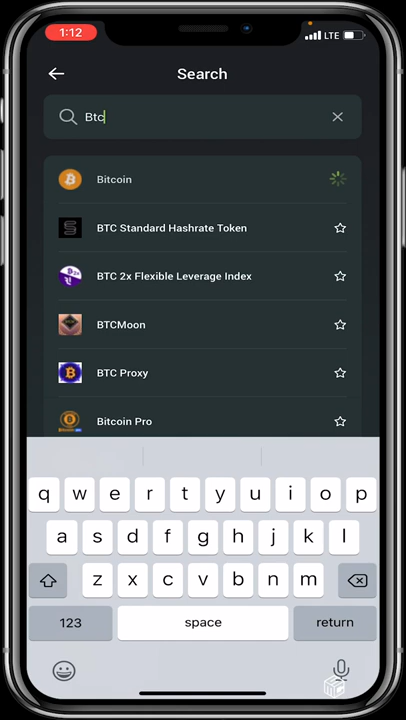 1:12
LTE
Search
Btc
Bitcoin
BTC Standard Hashrate Token
BTC 2x Flexible Leverage Index
BTCMoon
BTC Proxy
Bitcoin Pro
q w e r t y u i o p
a s d f g h j k l
z x c v b n m
123 space return